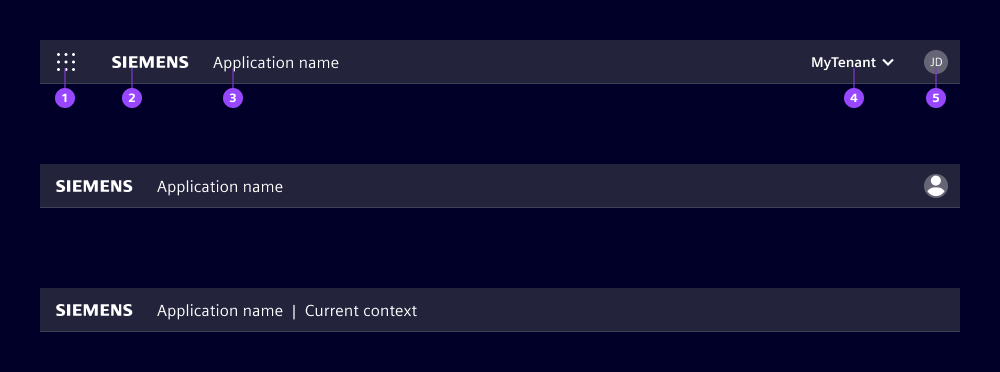 SIEMENS Application name MyTenant JD
1 2 3 4 5
SIEMENS Application name
SIEMENS Application name | Current context